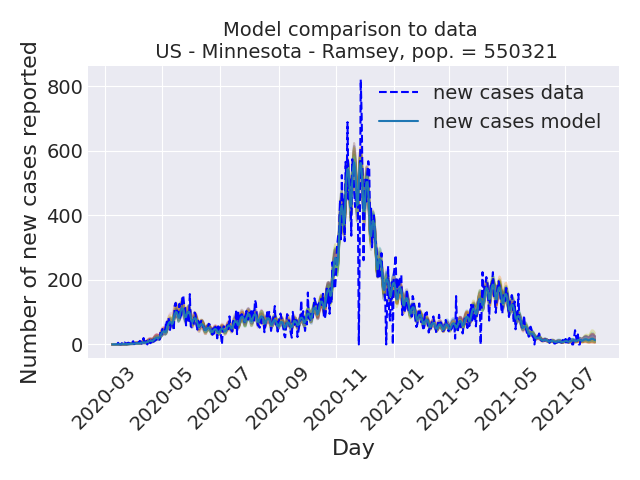 Model comparison to data
US - Minnesota - Ramsey, pop. = 550321
new cases data
new cases model
Number of new cases reported
800
600
400
200
0
2020-03
2020-05
2020-07
2020-09
2020-11
2021-01
2021-03
2021-05
2021-07
Day